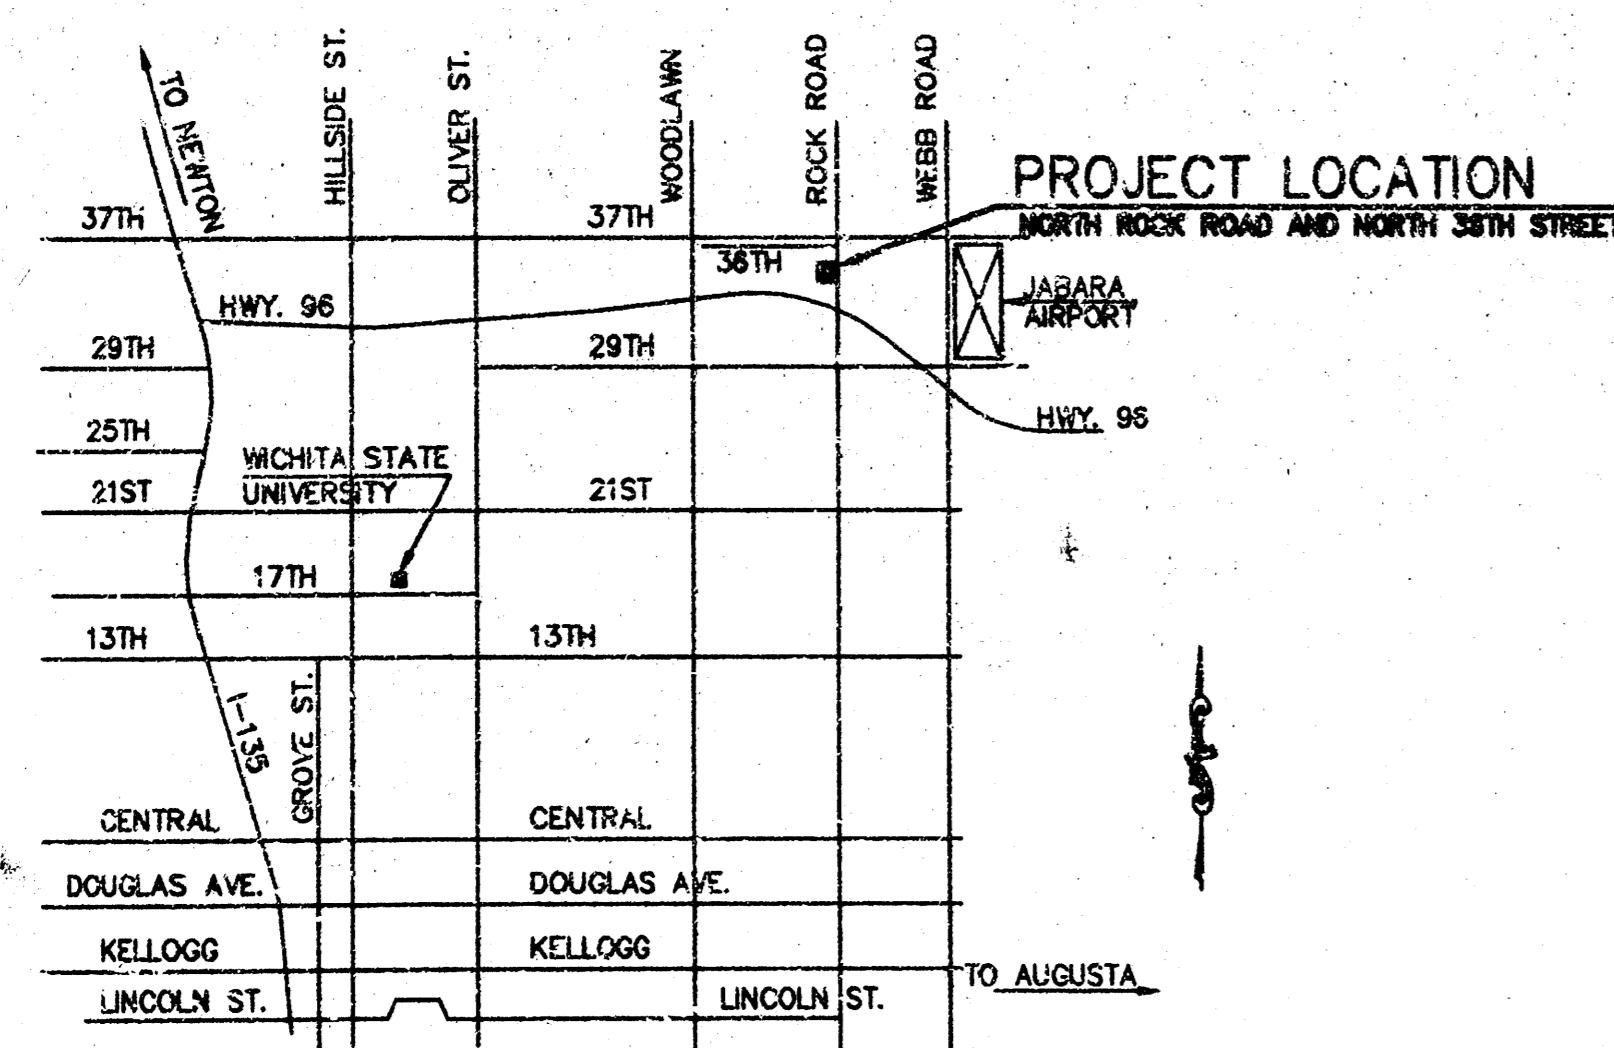 TO NEWTON
HILLSIDE ST.
OLIVER ST.
WOODLAWN
ROCK ROAD
WEBB ROAD
PROJECT LOCATION
NORTH ROCK ROAD AND NORTH 36TH STREET
37TH
37TH
36TH
JABARA
AIRPORT
HWY. 96
29TH
29TH
HWY. 96
25TH
WICHITA STATE
UNIVERSITY
21ST
21ST
17TH
13TH
13TH
I-135
GROVE ST.
CENTRAL
CENTRAL
DOUGLAS AVE.
DOUGLAS AVE.
KELLOGG
KELLOGG
TO AUGUSTA
LINCOLN ST.
LINCOLN ST.